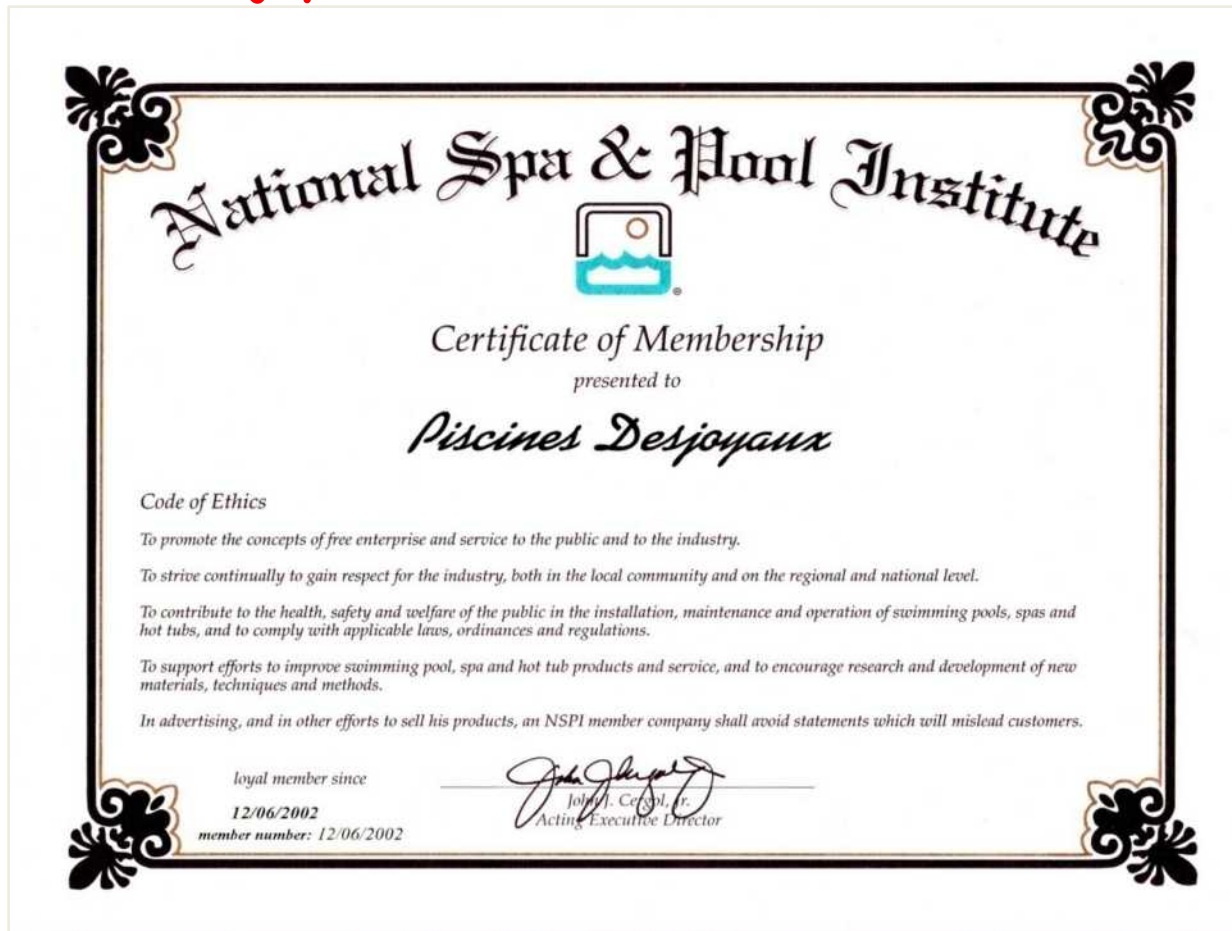 National Spa & Pool Institute
®
Certificate of Membership
presented to
Piscines Desjoyaux
Code of Ethics
To promote the concepts of free enterprise and service to the public and to the industry.
To strive continually to gain respect for the industry, both in the local community and on the regional and national level.
To contribute to the health, safety and welfare of the public in the installation, maintenance and operation of swimming pools, spas and
hot tubs, and to comply with applicable laws, ordinances and regulations.
To support efforts to improve swimming pool, spa and hot tub products and service, and to encourage research and development of new
materials, techniques and methods.
In advertising, and in other efforts to sell his products, an NSPI member company shall avoid statements which will mislead customers.
loyal member since
12/06/2002
member number: 12/06/2002
John J. Cergol, Jr.
Acting Executive Director